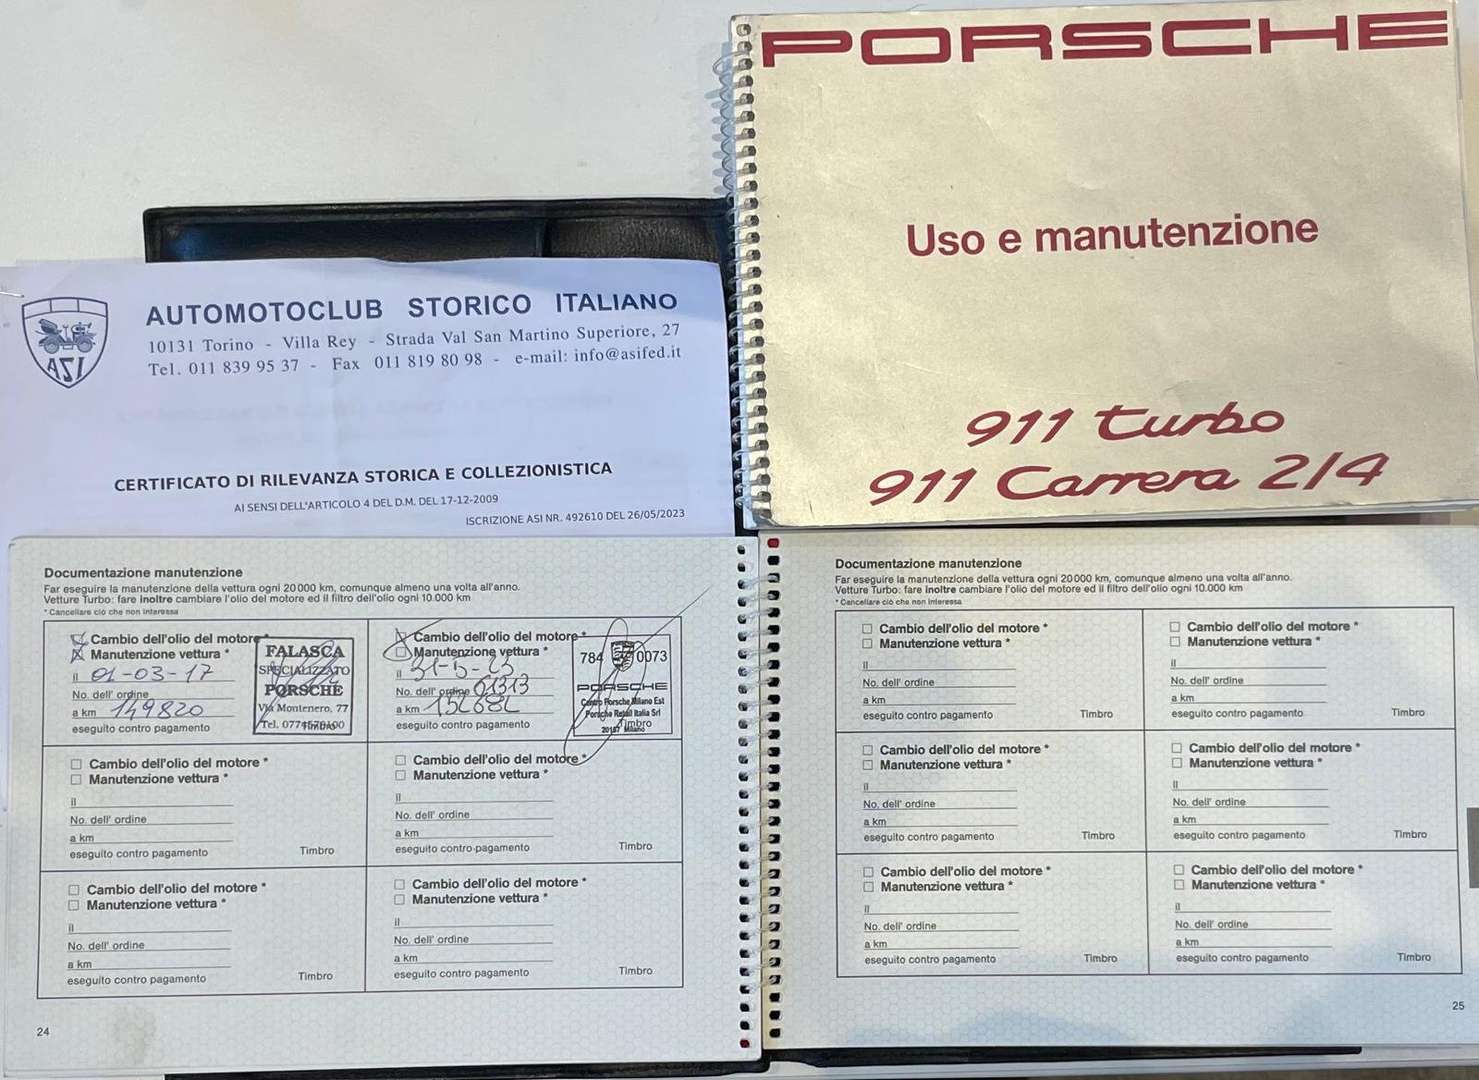 PORSCHE
Uso e manutenzione
911 turbo
911 Carrera 2/4
ASI
AUTOMOTOCLUB STORICO ITALIANO
10131 Torino - Villa Rey - Strada Val San Martino Superiore, 27
Tel. 011 839 95 37 - Fax 011 819 80 98 - e-mail: info@asifed.it
CERTIFICATO DI RILEVANZA STORICA E COLLEZIONISTICA
AI SENSI DELL'ARTICOLO 4 DEL D.M. DEL 17-12-2009
ISCRIZIONE ASI NR. 492610 DEL 26/05/2023
Documentazione manutenzione
Far eseguire la manutenzione della vettura ogni 20 000 km, comunque almeno una volta all'anno.
Vetture Turbo: fare inoltre cambiare l'olio del motore ed il filtro dell'olio ogni 10.000 km
* Cancellare ciò che non interessa
Cambio dell'olio del motore *
Manutenzione vettura *
il 01-03-17
No. dell' ordine
a km 149820
eseguito contro pagamento
Timbro
FALASCA
SPECIALIZZATO
PORSCHE
Via Montenero, 77
Cambio dell'olio del motore *
Manutenzione vettura *
il 31-5-23
No. dell' ordine 61313
a km
eseguito contro pagamento
Timbro
784 0073
PORSCHE
Centro Porsche Milano Est
Porsche Retail Italia Srl
Milano
Cambio dell'olio del motore *
Manutenzione vettura *
il
No. dell' ordine
a km
eseguito contro pagamento
Timbro
Cambio dell'olio del motore *
Manutenzione vettura *
il
No. dell' ordine
a km
eseguito contro pagamento
Timbro
Cambio dell'olio del motore *
Manutenzione vettura *
il
No. dell' ordine
a km
eseguito contro pagamento
Timbro
Cambio dell'olio del motore *
Manutenzione vettura *
il
No. dell' ordine
a km
eseguito contro pagamento
Timbro
24
Documentazione manutenzione
Far eseguire la manutenzione della vettura ogni 20 000 km, comunque almeno una volta all'anno.
Vetture Turbo: fare inoltre cambiare l'olio del motore ed il filtro dell'olio ogni 10.000 km
* Cancellare ciò che non interessa
Cambio dell'olio del motore *
Manutenzione vettura *
il
No. dell' ordine
a km
eseguito contro pagamento
Timbro
Cambio dell'olio del motore *
Manutenzione vettura *
il
No. dell' ordine
a km
eseguito contro pagamento
Timbro
Cambio dell'olio del motore *
Manutenzione vettura *
il
No. dell' ordine
a km
eseguito contro pagamento
Timbro
Cambio dell'olio del motore *
Manutenzione vettura *
il
No. dell' ordine
a km
eseguito contro pagamento
Timbro
Cambio dell'olio del motore *
Manutenzione vettura *
il
No. dell' ordine
a km
eseguito contro pagamento
Timbro
Cambio dell'olio del motore *
Manutenzione vettura *
il
No. dell' ordine
a km
eseguito contro pagamento
Timbro
25